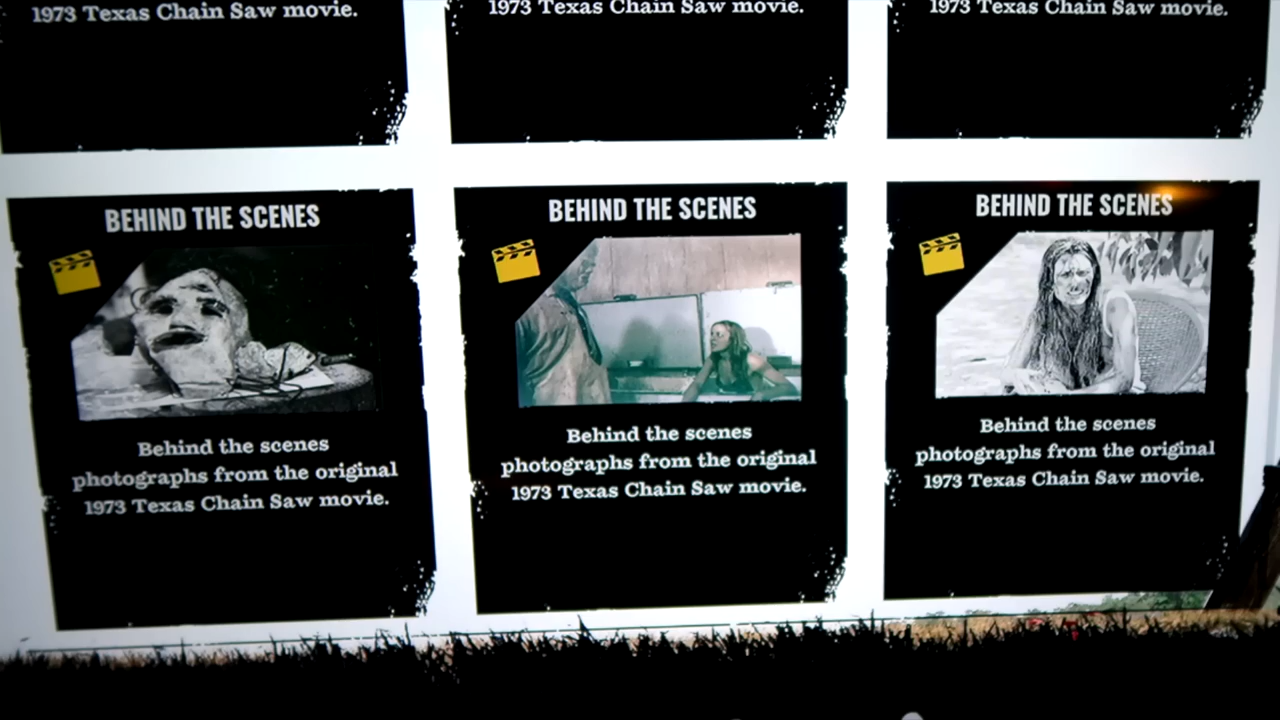 1973 Texas Chain Saw movie.
1973 Texas Chain Saw movie.
1973 Texas Chain Saw movie.
BEHIND THE SCENES
Behind the scenes
photographs from the original
1973 Texas Chain Saw movie.
BEHIND THE SCENES
Behind the scenes
photographs from the original
1973 Texas Chain Saw movie.
BEHIND THE SCENES
Behind the scenes
photographs from the original
1973 Texas Chain Saw movie.